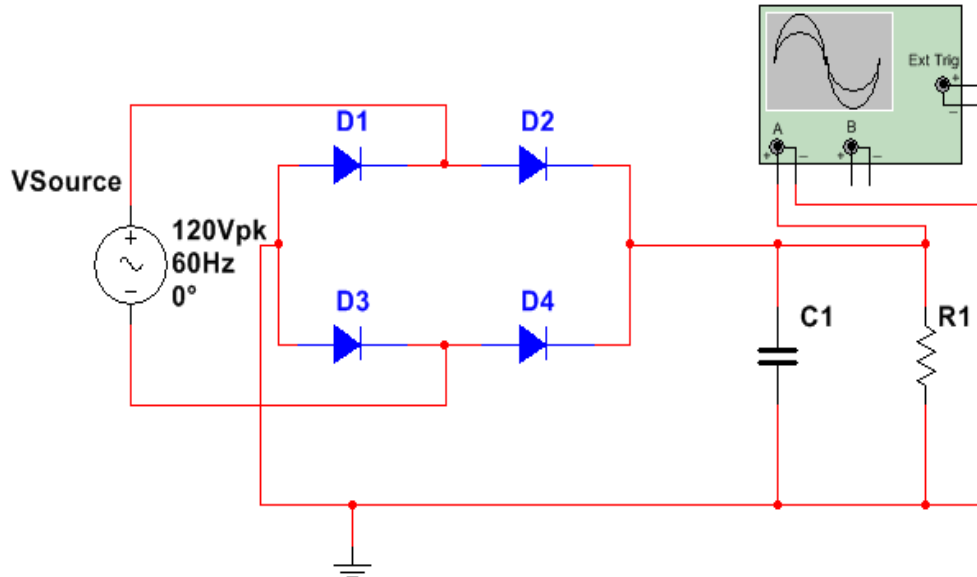 Ext Trig
+
−
A
B
+ −
+ −
D1
D2
VSource
+
−
120Vpk
60Hz
0°
D3
D4
C1
R1